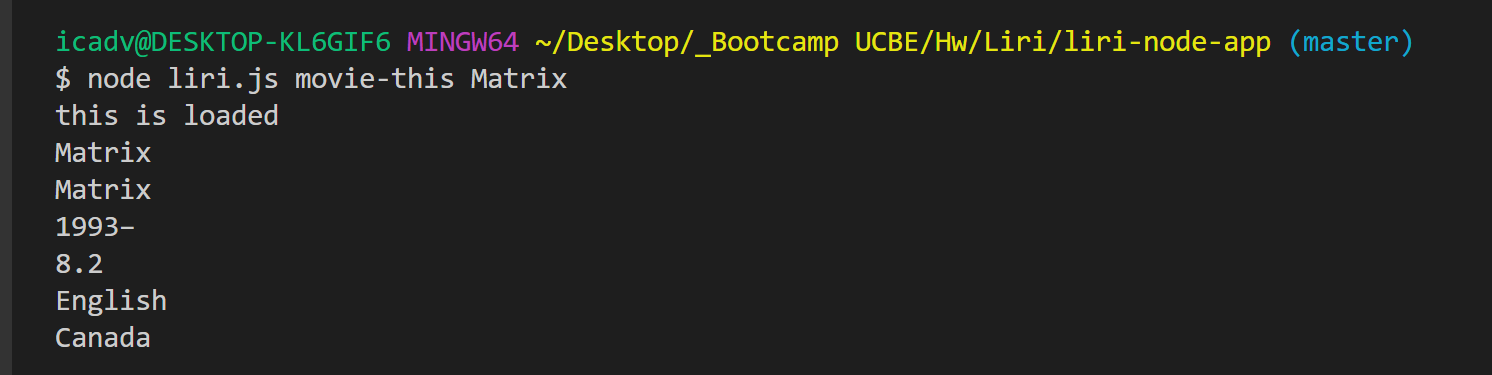 icadv@DESKTOP-KL6GIF6 MINGW64 ~/Desktop/_Bootcamp UCBE/Hw/Liri/liri-node-app (master)
$ node liri.js movie-this Matrix
this is loaded
Matrix
Matrix
1993–
8.2
English
Canada